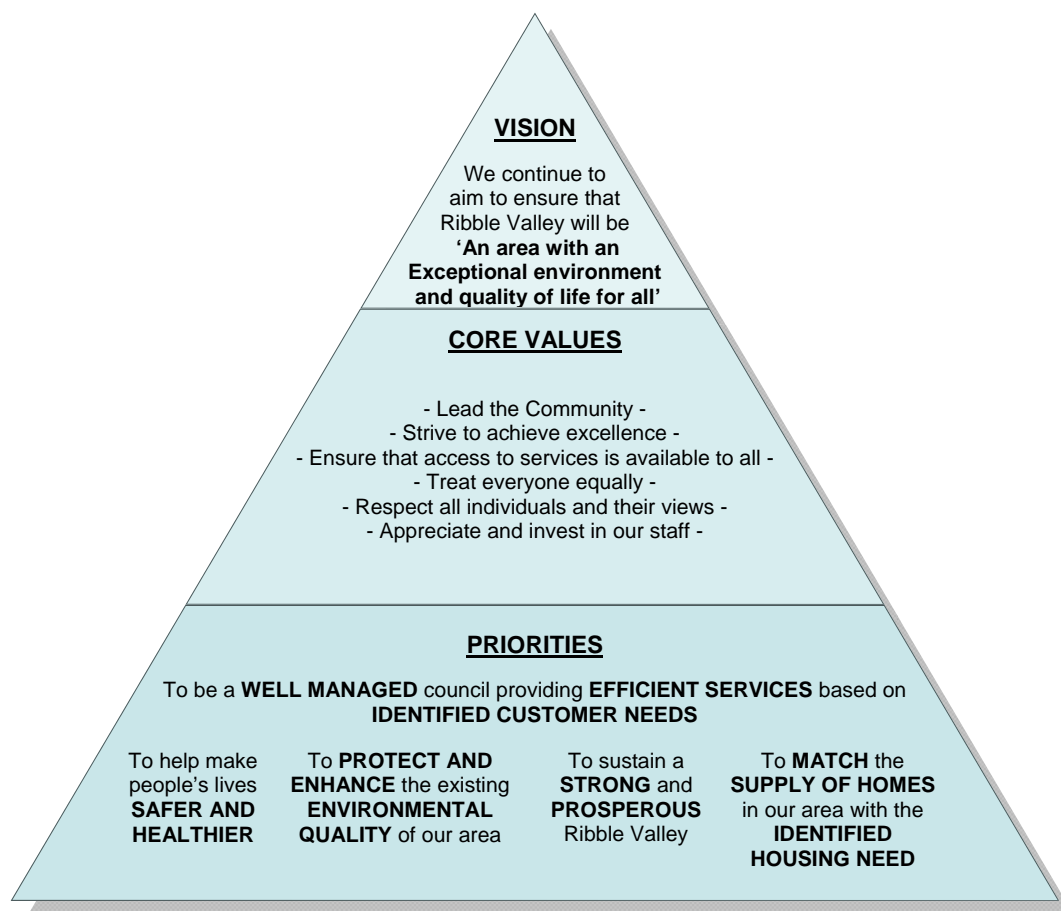 VISION
We continue to
aim to ensure that
Ribble Valley will be
‘An area with an
Exceptional environment
and quality of life for all’
CORE VALUES
- Lead the Community -
- Strive to achieve excellence -
- Ensure that access to services is available to all -
- Treat everyone equally -
- Respect all individuals and their views -
- Appreciate and invest in our staff -
PRIORITIES
To be a WELL MANAGED council providing EFFICIENT SERVICES based on
IDENTIFIED CUSTOMER NEEDS
To help make
people’s lives
SAFER AND
HEALTHIER
To PROTECT AND
ENHANCE the existing
ENVIRONMENTAL
QUALITY of our area
To sustain a
STRONG and
PROSPEROUS
Ribble Valley
To MATCH the
SUPPLY OF HOMES
in our area with the
IDENTIFIED
HOUSING NEED